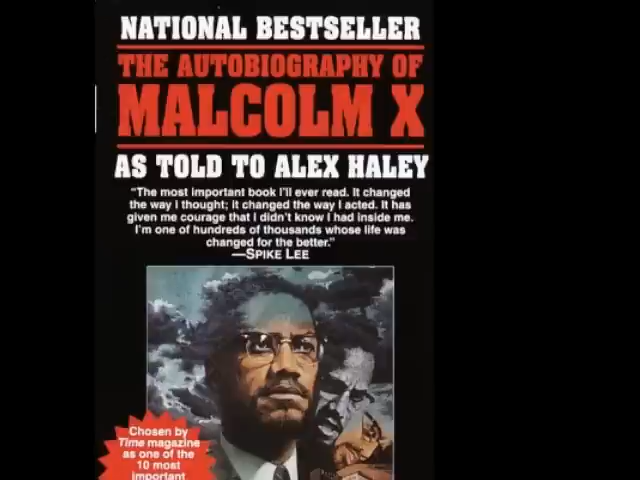 NATIONAL BESTSELLER
THE AUTOBIOGRAPHY OF
MALCOLM X
AS TOLD TO ALEX HALEY
"The most important book I'll ever read. It changed
the way i thought; it changed the way I acted. It has
given me courage that i didn't know I had inside me.
I'm one of hundreds of thousands whose life was
changed for the better."
—SPIKE LEE
Chosen by
Time magazine
as one of the
10 most
important